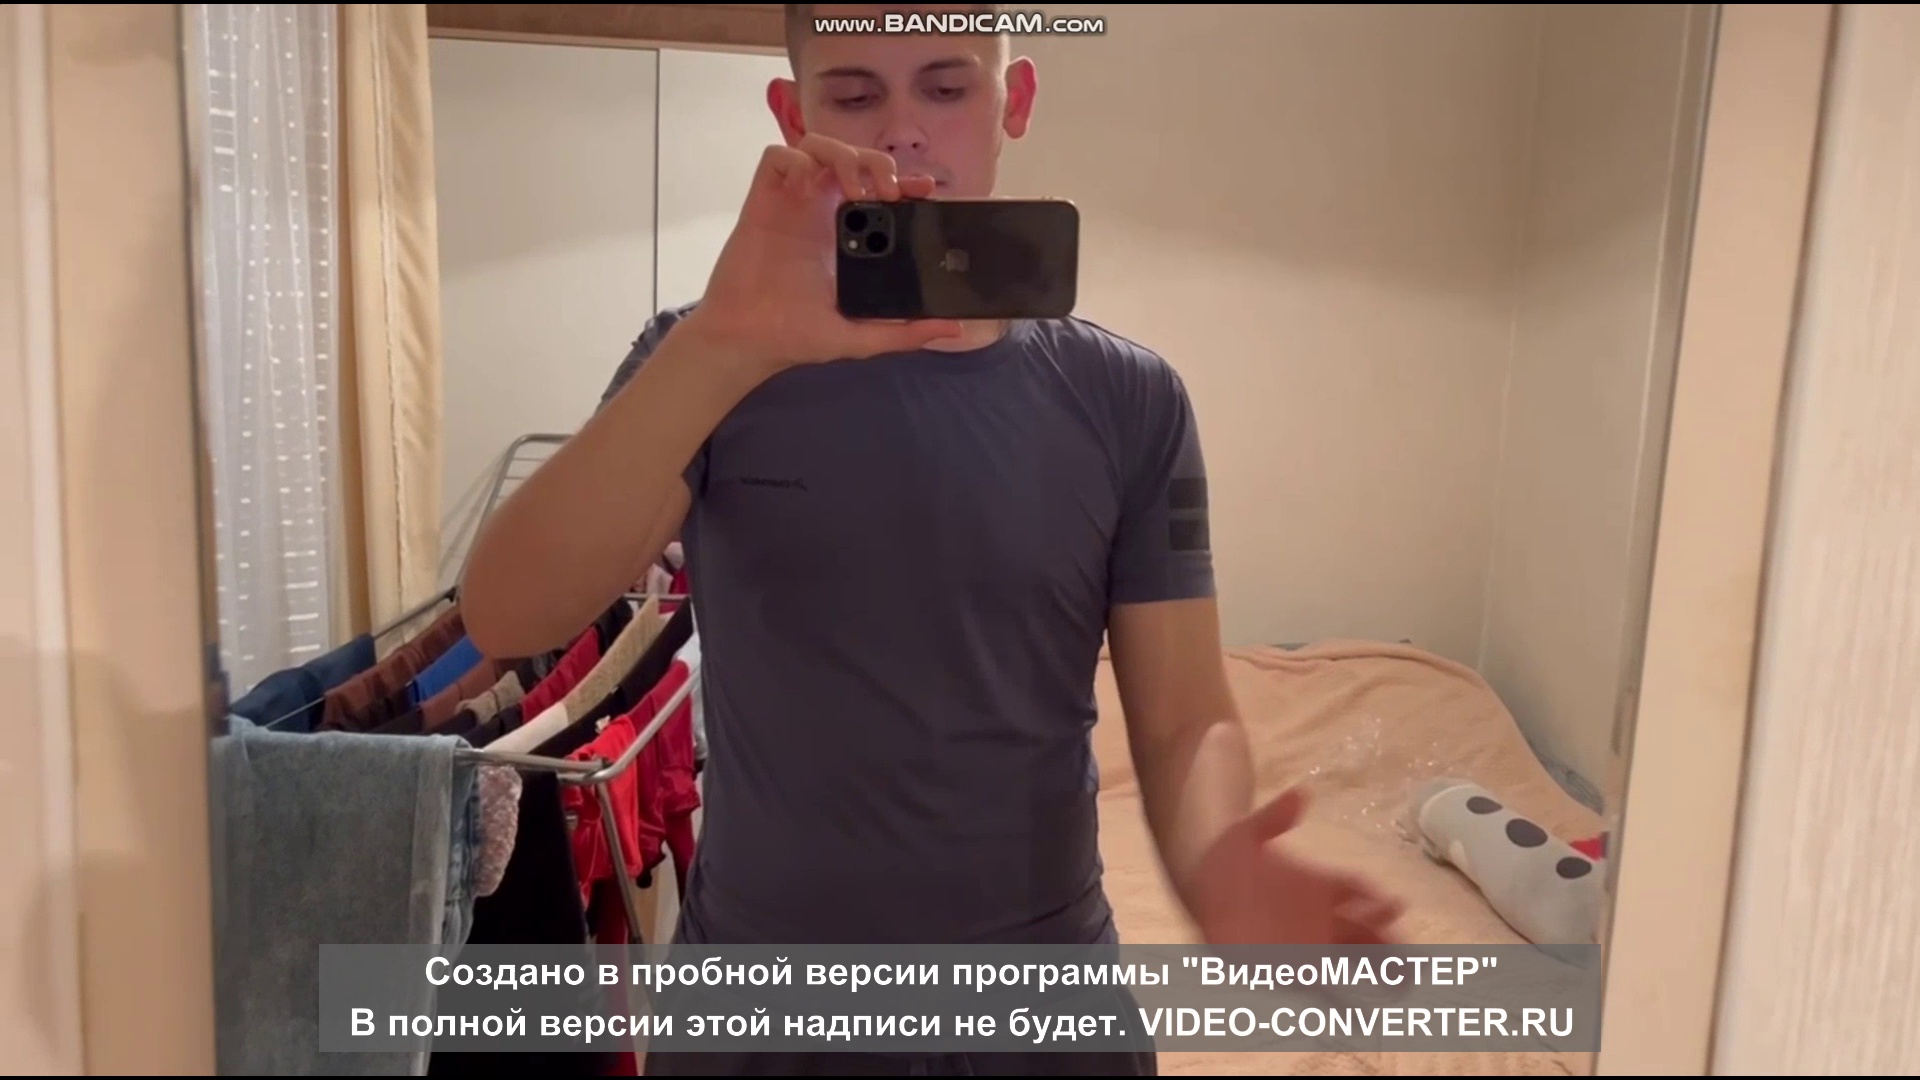 www.BANDICAM.com
Создано в пробной версии программы "ВидеоМАСТЕР"
В полной версии этой надписи не будет. VIDEO-CONVERTER.RU